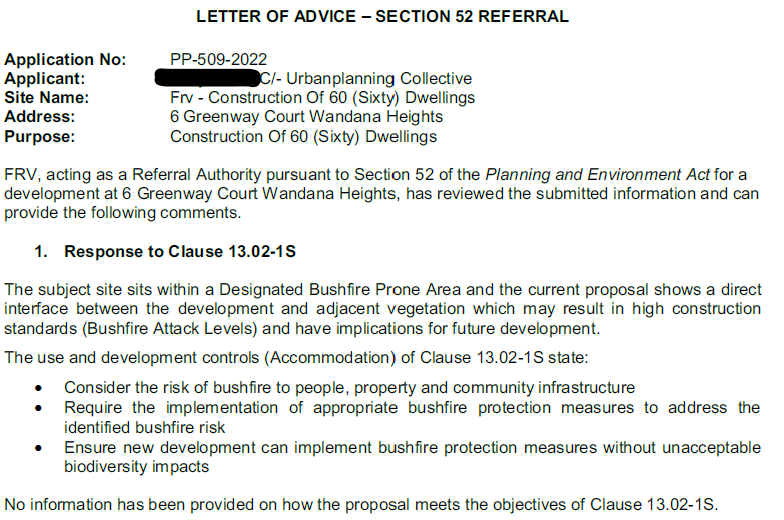 LETTER OF ADVICE – SECTION 52 REFERRAL
Application No: PP-509-2022
Applicant: C/- Urbanplanning Collective
Site Name: Frv - Construction Of 60 (Sixty) Dwellings
Address: 6 Greenway Court Wandana Heights
Purpose: Construction Of 60 (Sixty) Dwellings
FRV, acting as a Referral Authority pursuant to Section 52 of the Planning and Environment Act for a
development at 6 Greenway Court Wandana Heights, has reviewed the submitted information and can
provide the following comments.
1. Response to Clause 13.02-1S
The subject site sits within a Designated Bushfire Prone Area and the current proposal shows a direct
interface between the development and adjacent vegetation which may result in high construction
standards (Bushfire Attack Levels) and have implications for future development.
The use and development controls (Accommodation) of Clause 13.02-1S state:
• Consider the risk of bushfire to people, property and community infrastructure
• Require the implementation of appropriate bushfire protection measures to address the
identified bushfire risk
• Ensure new development can implement bushfire protection measures without unacceptable
biodiversity impacts
No information has been provided on how the proposal meets the objectives of Clause 13.02-1S.